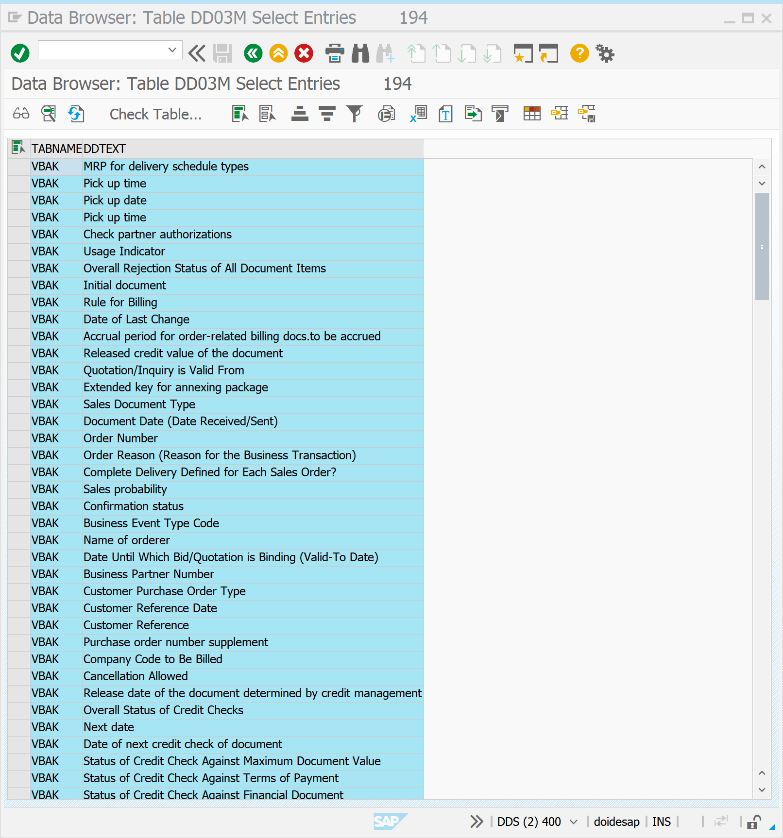 Data Browser: Table DD03M Select Entries 194
Data Browser: Table DD03M Select Entries 194
Check Table...
TABNAME DDTEXT
VBAK MRP for delivery schedule types
VBAK Pick up time
VBAK Pick up date
VBAK Pick up time
VBAK Check partner authorizations
VBAK Usage Indicator
VBAK Overall Rejection Status of All Document Items
VBAK Initial document
VBAK Rule for Billing
VBAK Date of Last Change
VBAK Accrual period for order-related billing docs.to be accrued
VBAK Released credit value of the document
VBAK Quotation/Inquiry is Valid From
VBAK Extended key for annexing package
VBAK Sales Document Type
VBAK Document Date (Date Received/Sent)
VBAK Order Number
VBAK Order Reason (Reason for the Business Transaction)
VBAK Complete Delivery Defined for Each Sales Order?
VBAK Sales probability
VBAK Confirmation status
VBAK Business Event Type Code
VBAK Name of orderer
VBAK Date Until Which Bid/Quotation is Binding (Valid-To Date)
VBAK Business Partner Number
VBAK Customer Purchase Order Type
VBAK Customer Reference Date
VBAK Customer Reference
VBAK Purchase order number supplement
VBAK Company Code to Be Billed
VBAK Cancellation Allowed
VBAK Release date of the document determined by credit management
VBAK Overall Status of Credit Checks
VBAK Next date
VBAK Date of next credit check of document
VBAK Status of Credit Check Against Maximum Document Value
VBAK Status of Credit Check Against Terms of Payment
VBAK Status of Credit Check Against Financial Document
SAP DDS (2) 400 doidesap INS